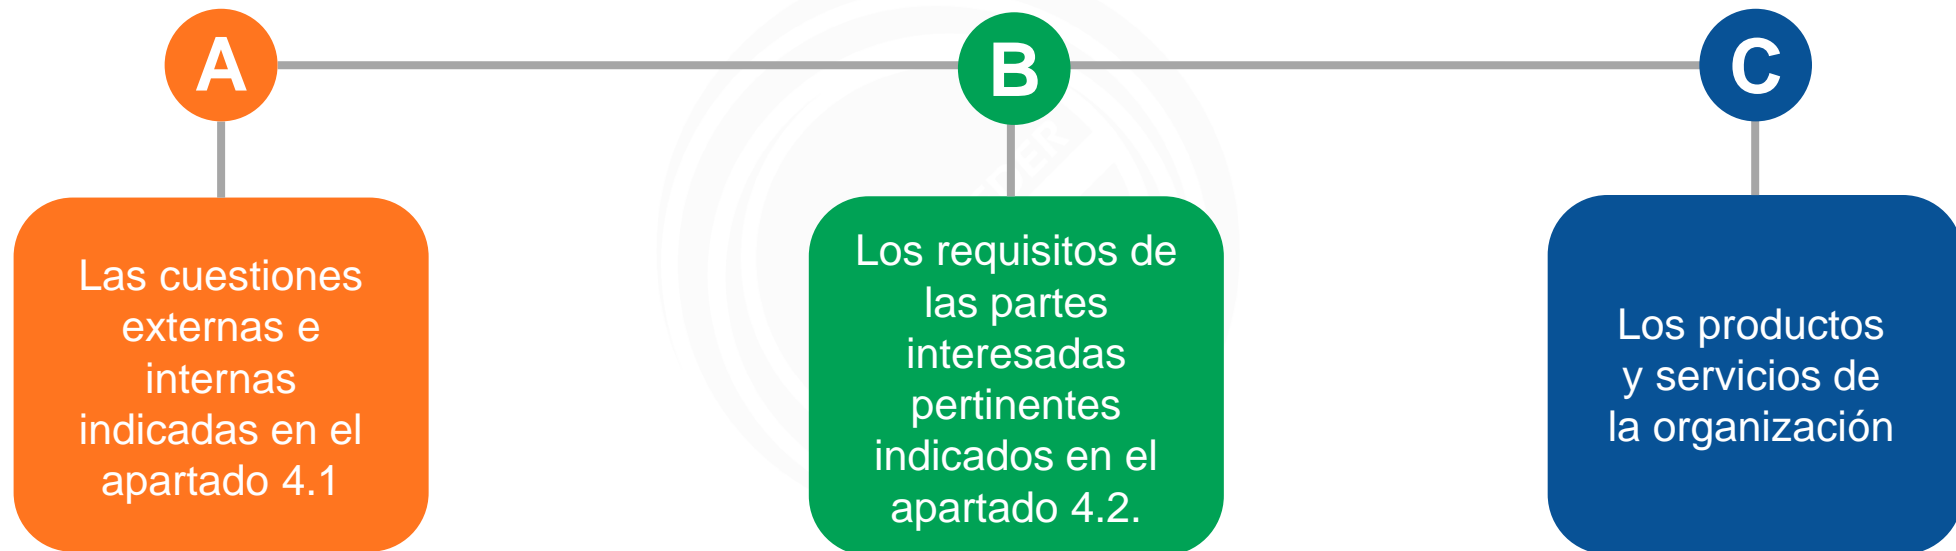 A
B
C
Las cuestiones
externas e
internas
indicadas en el
apartado 4.1
Los requisitos de
las partes
interesadas
pertinentes
indicados en el
apartado 4.2.
Los productos
y servicios de
la organización